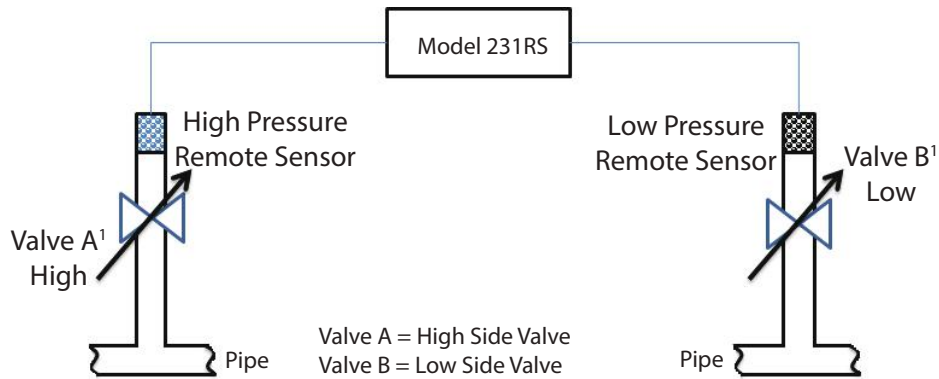 Model 231RS
High Pressure
Remote Sensor
Low Pressure
Remote Sensor
Valve B¹
Low
Valve A¹
High
Valve A = High Side Valve
Valve B = Low Side Valve
Pipe
Pipe